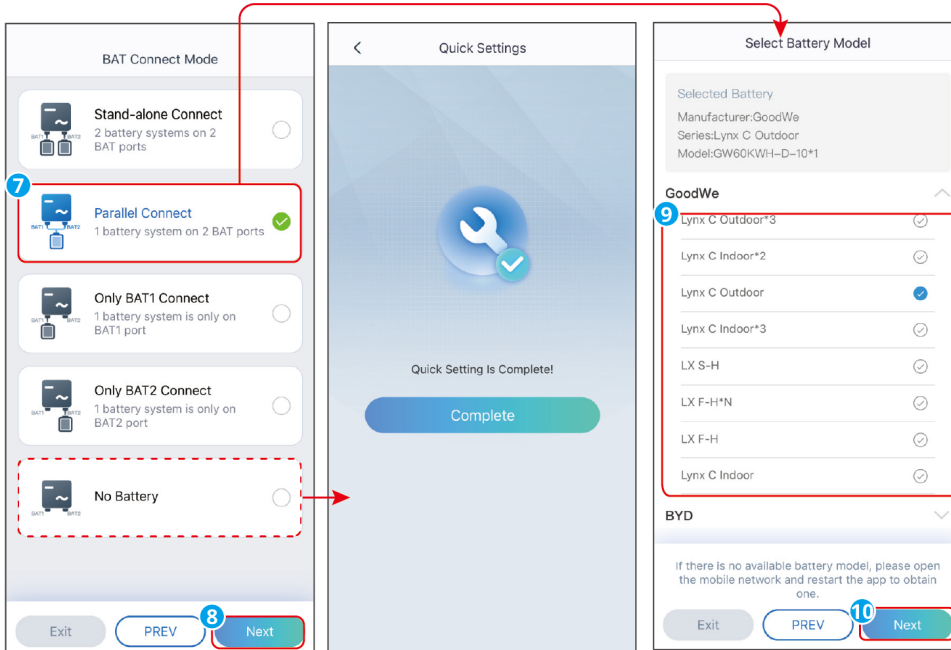 BAT Connect Mode
Stand-alone Connect
2 battery systems on 2
BAT ports
BAT1 BAT2
7
Parallel Connect
1 battery system on 2 BAT ports
BAT1 BAT2
Only BAT1 Connect
1 battery system is only on
BAT1 port
BAT1 BAT2
Only BAT2 Connect
1 battery system is only on
BAT2 port
BAT1 BAT2
No Battery
BAT1 BAT2
8
Exit
PREV
Next
Quick Settings
Quick Setting Is Complete!
Complete
Select Battery Model
Selected Battery
Manufacturer:GoodWe
Series:Lynx C Outdoor
Model:GW60KWH-D-10*1
GoodWe
9
Lynx C Outdoor*3
Lynx C Indoor*2
Lynx C Outdoor
Lynx C Indoor*3
LX S-H
LX F-H*N
LX F-H
Lynx C Indoor
BYD
If there is no available battery model, please open
the mobile network and restart the app to obtain
one.
10
Exit
PREV
Next